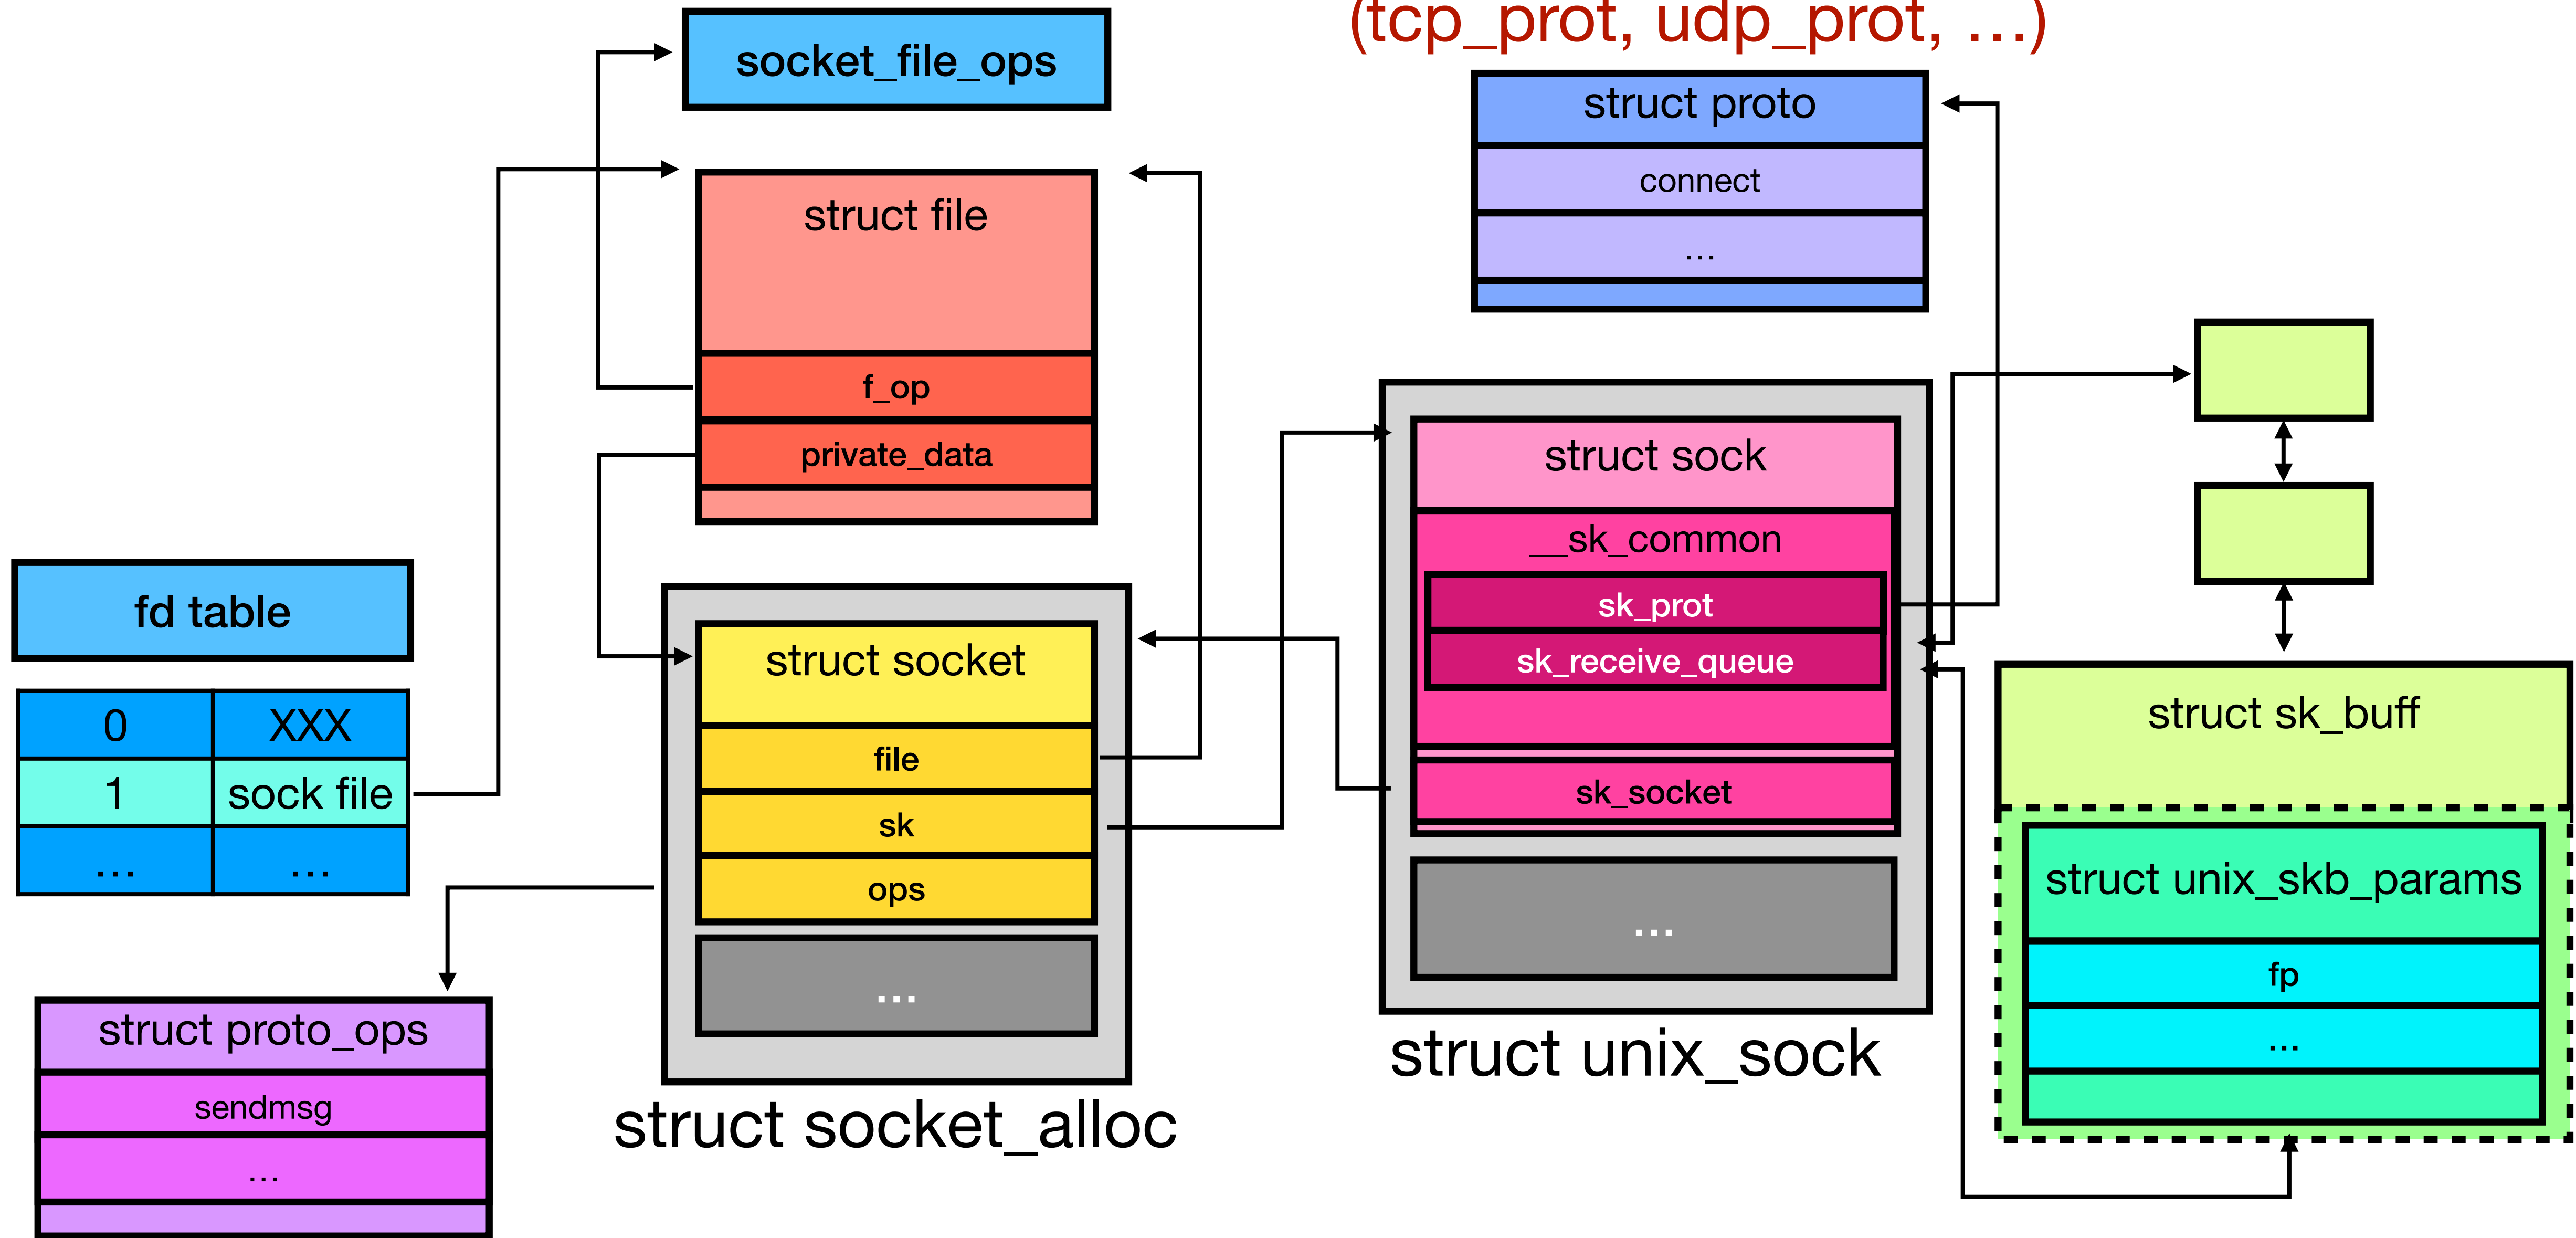 (tcp_prot, udp_prot, ...)
socket_file_ops
struct file
f_op
private_data
fd table
0 XXX
1 sock file
... ...
struct socket
file
sk
ops
...
struct socket_alloc
struct proto_ops
sendmsg
...
struct proto
connect
...
struct sock
__sk_common
sk_prot
sk_receive_queue
sk_socket
...
struct unix_sock
struct sk_buff
struct unix_skb_params
fp
...